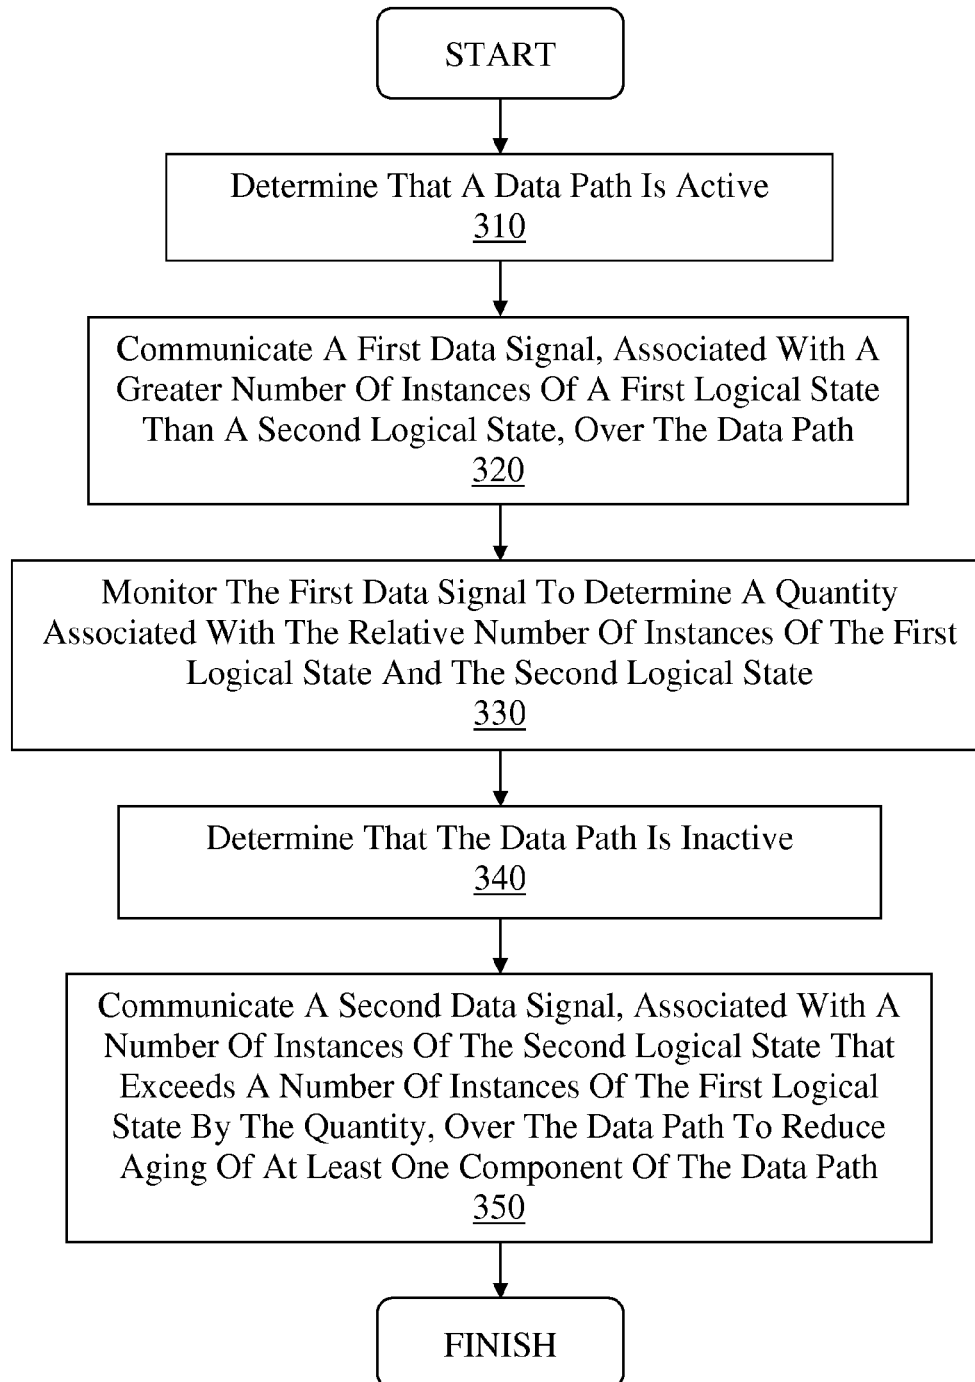 START
Determine That A Data Path Is Active
310
Communicate A First Data Signal, Associated With A
Greater Number Of Instances Of A First Logical State
Than A Second Logical State, Over The Data Path
320
Monitor The First Data Signal To Determine A Quantity
Associated With The Relative Number Of Instances Of The First
Logical State And The Second Logical State
330
Determine That The Data Path Is Inactive
340
Communicate A Second Data Signal, Associated With A
Number Of Instances Of The Second Logical State That
Exceeds A Number Of Instances Of The First Logical
State By The Quantity, Over The Data Path To Reduce
Aging Of At Least One Component Of The Data Path
350
FINISH